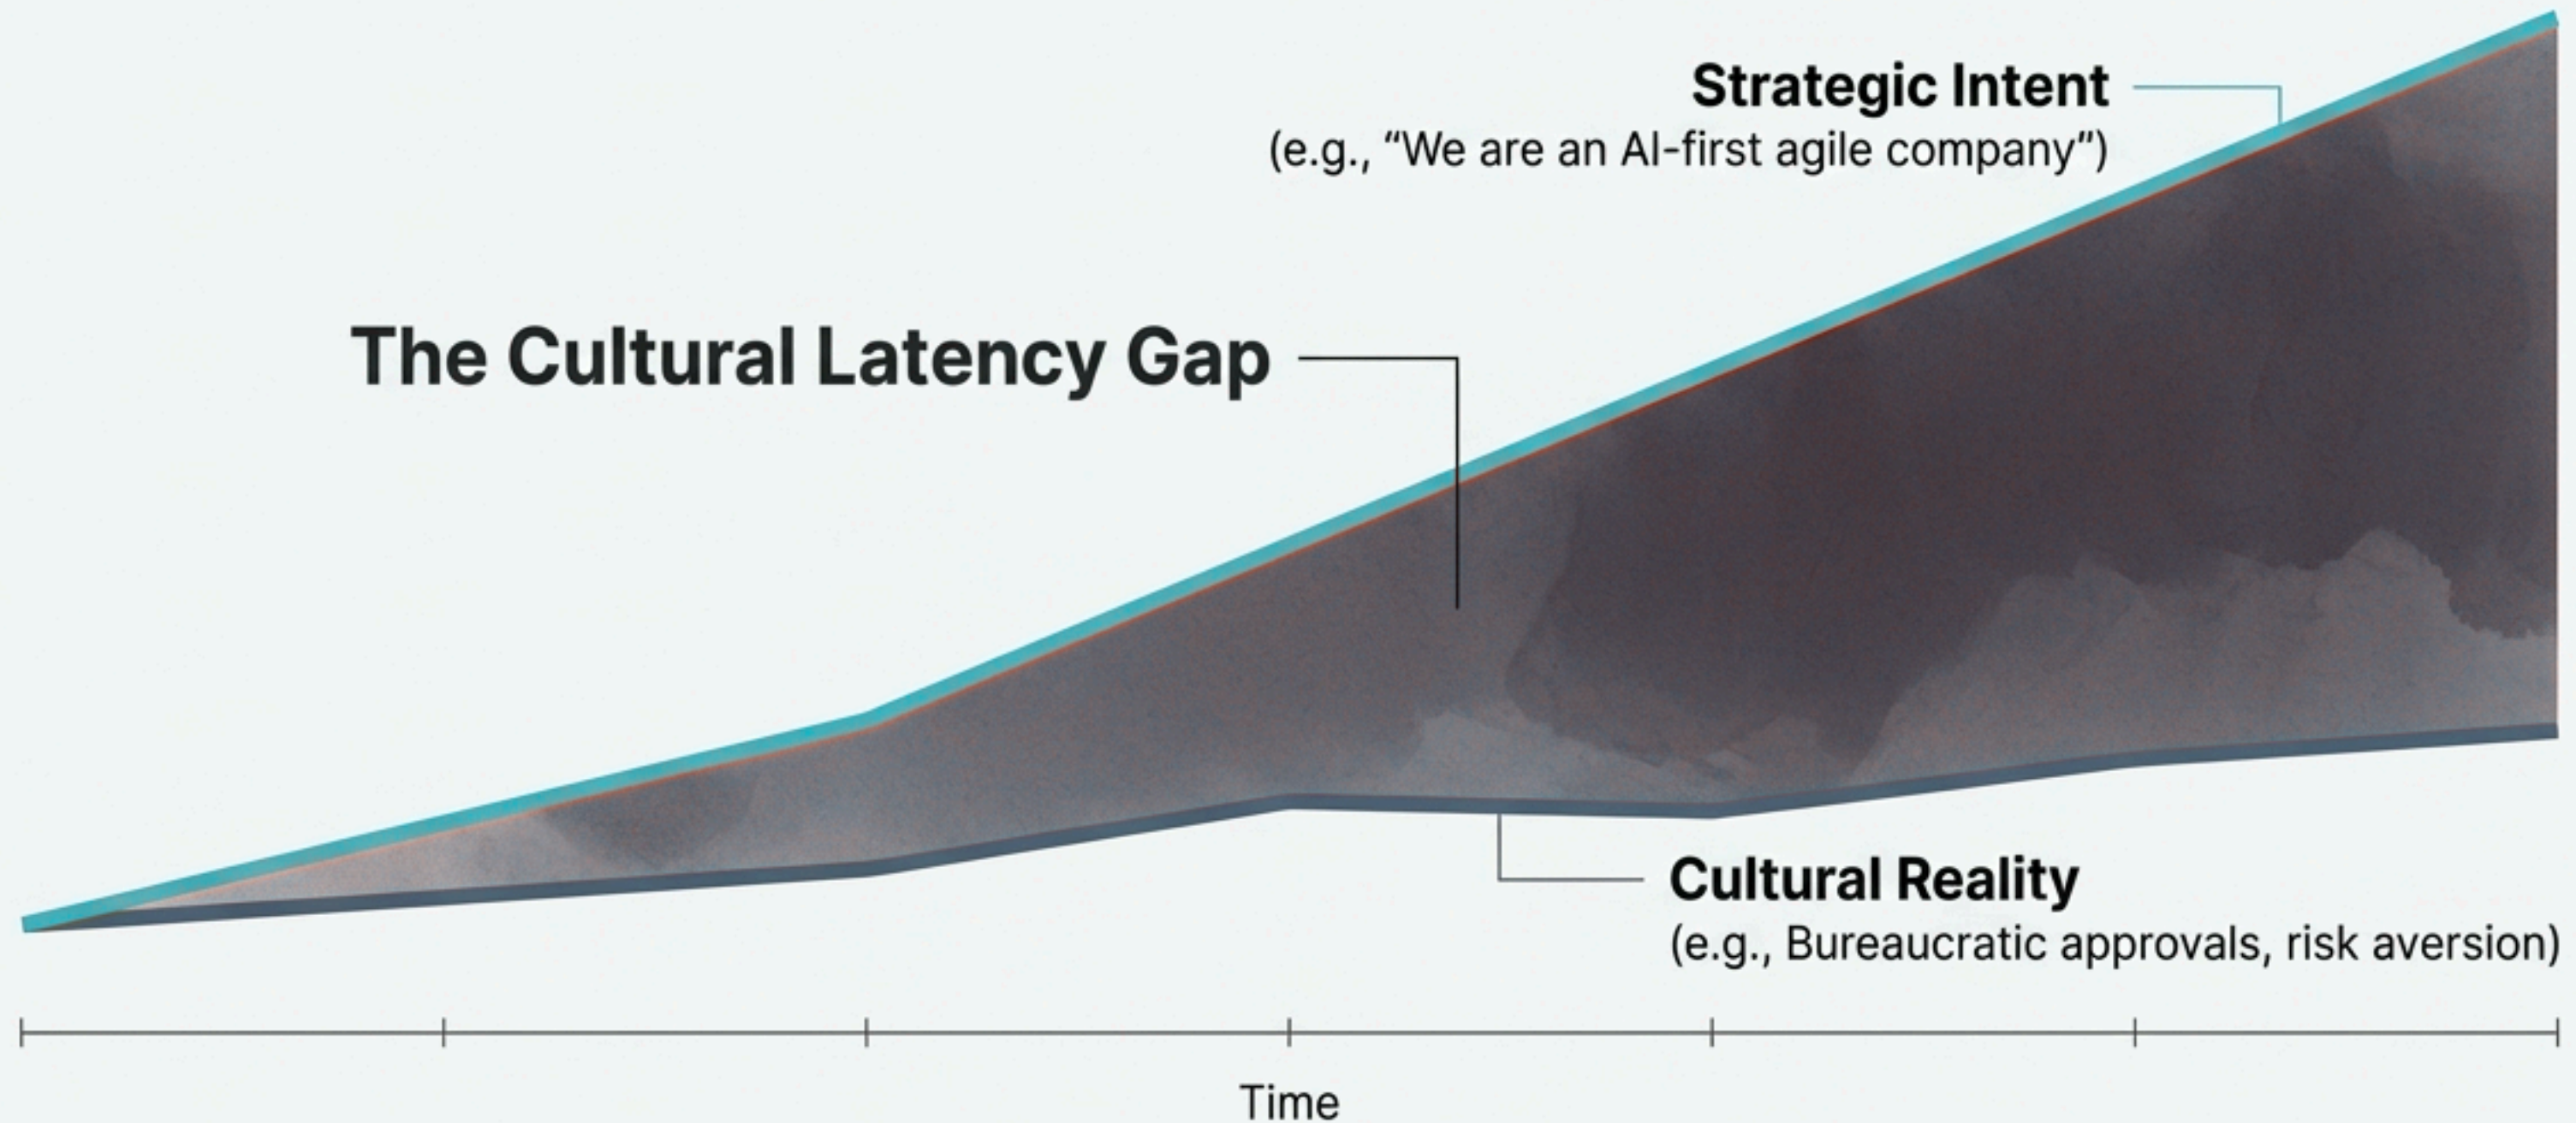 Strategic Intent
(e.g., “We are an AI-first agile company”)
The Cultural Latency Gap
Cultural Reality
(e.g., Bureaucratic approvals, risk aversion)
Time